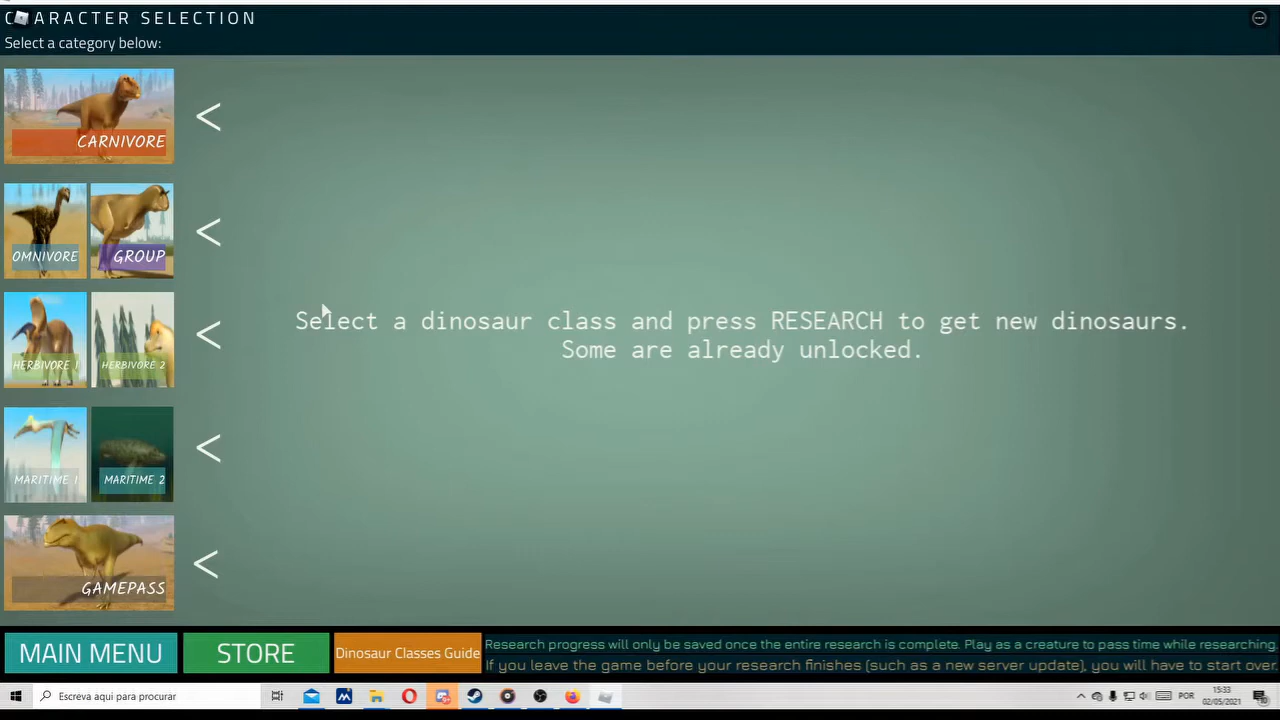 CHARACTER SELECTION
Select a category below:
CARNIVORE
OMNIVORE
GROUP
HERBIVORE 1
HERBIVORE 2
MARITIME 1
MARITIME 2
GAMEPASS
Select a dinosaur class and press RESEARCH to get new dinosaurs.
Some are already unlocked.
MAIN MENU
STORE
Dinosaur Classes Guide
Research progress will only be saved once the entire research is complete. Play as a creature to pass time while researching.
If you leave the game before your research finishes (such as a new server update), you will have to start over.
Escreva aqui para procurar
POR
15:33
02/05/2021